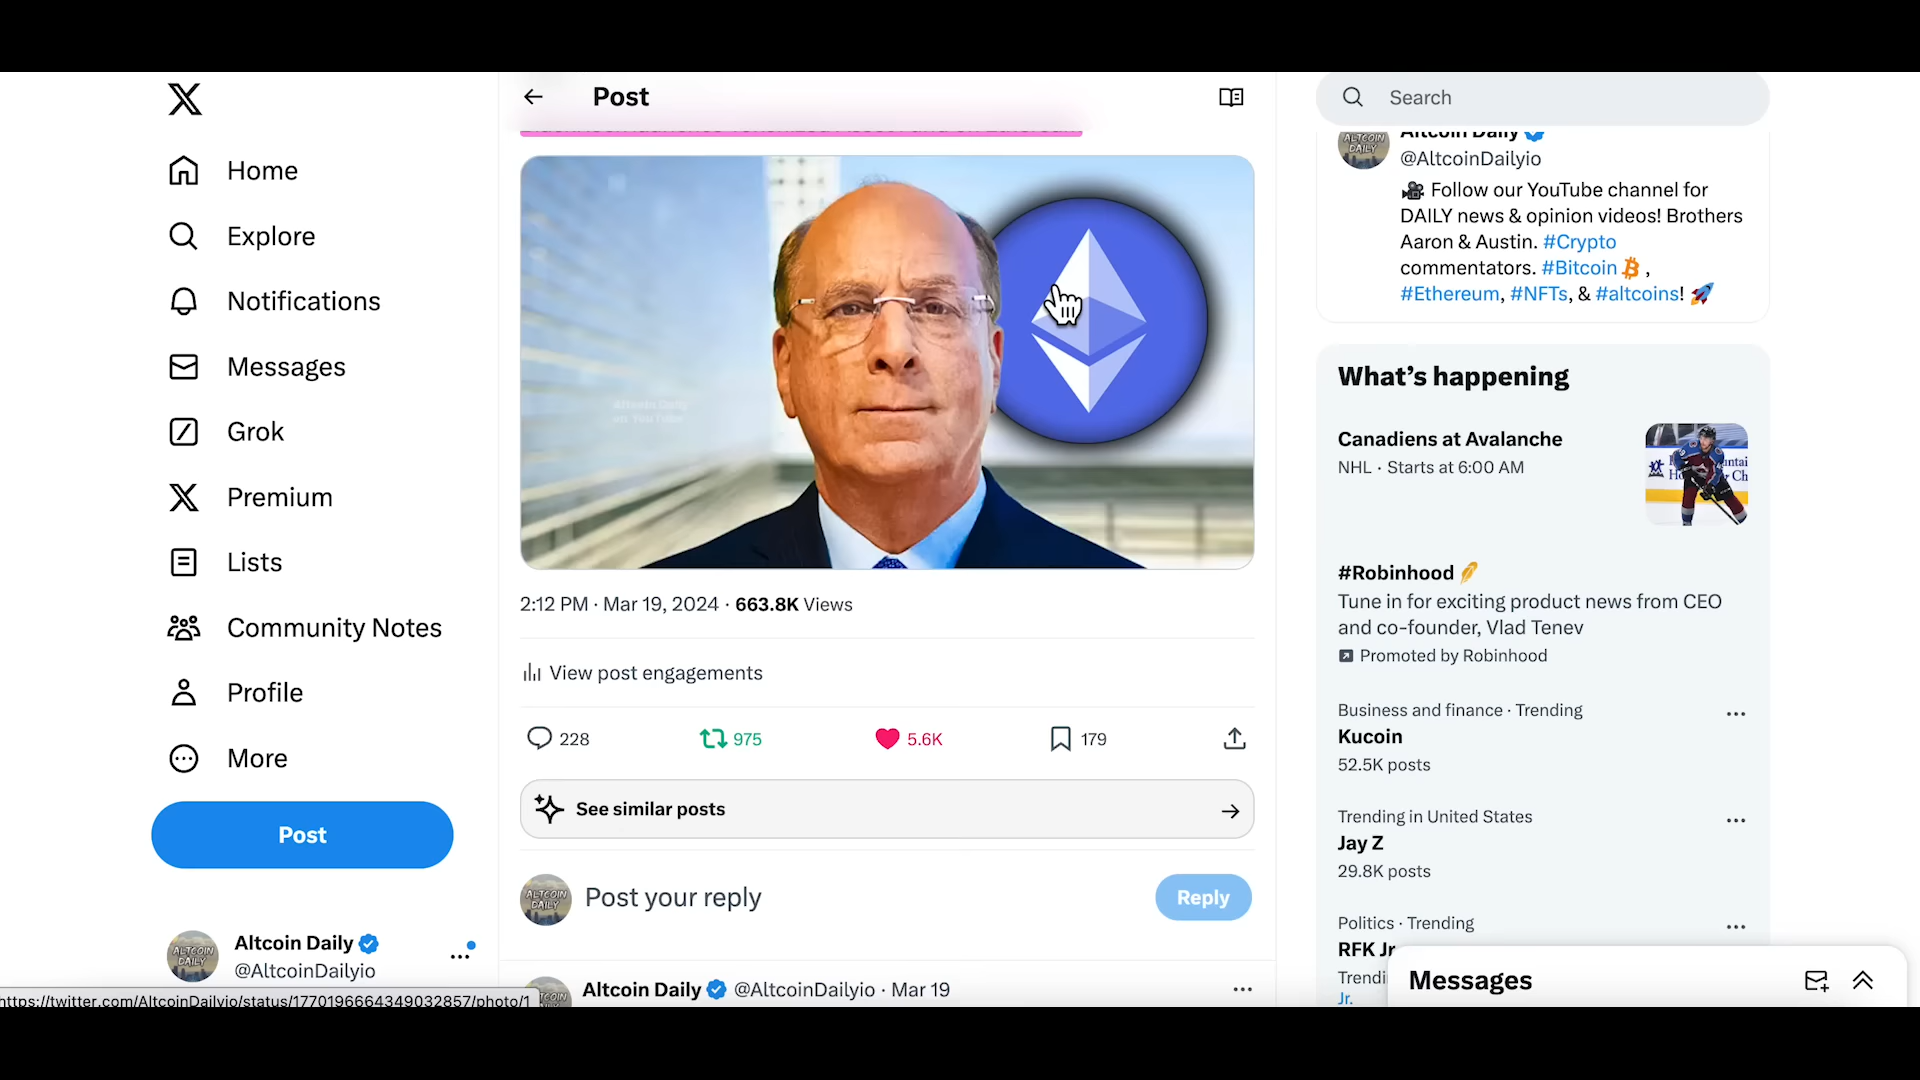 Home
Explore
Notifications
Messages
Grok
Premium
Lists
Community Notes
Profile
More
Post
Altcoin Daily
@AltcoinDailyio
https://twitter.com/AltcoinDailyio/status/1770196664349032857/photo/1
Post
2:12 PM · Mar 19, 2024 · 663.8K Views
View post engagements
228
975
5.6K
179
See similar posts
ALTCOIN
DAILY
Post your reply
Reply
Altcoin Daily @AltcoinDailyio · Mar 19
Search
ALTCOIN
DAILY
Altcoin Daily
@AltcoinDailyio
Follow our YouTube channel for
DAILY news & opinion videos! Brothers
Aaron & Austin. #Crypto
commentators. #Bitcoin ,
#Ethereum, #NFTs, & #altcoins!
What's happening
Canadiens at Avalanche
NHL · Starts at 6:00 AM
#Robinhood
Tune in for exciting product news from CEO
and co-founder, Vlad Tenev
Promoted by Robinhood
Business and finance · Trending
Kucoin
52.5K posts
Trending in United States
Jay Z
29.8K posts
Politics · Trending
RFK Jr
Trendi
Jr.
Messages